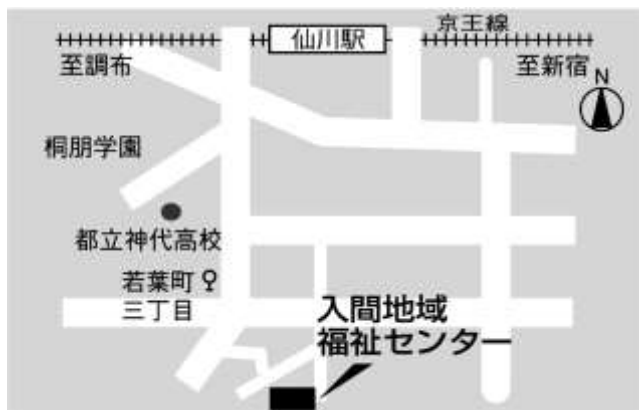 京王線
仙川駅
至調布
至新宿
N
桐朋学園
都立神代高校
若葉町
三丁目
入間地域
福祉センター